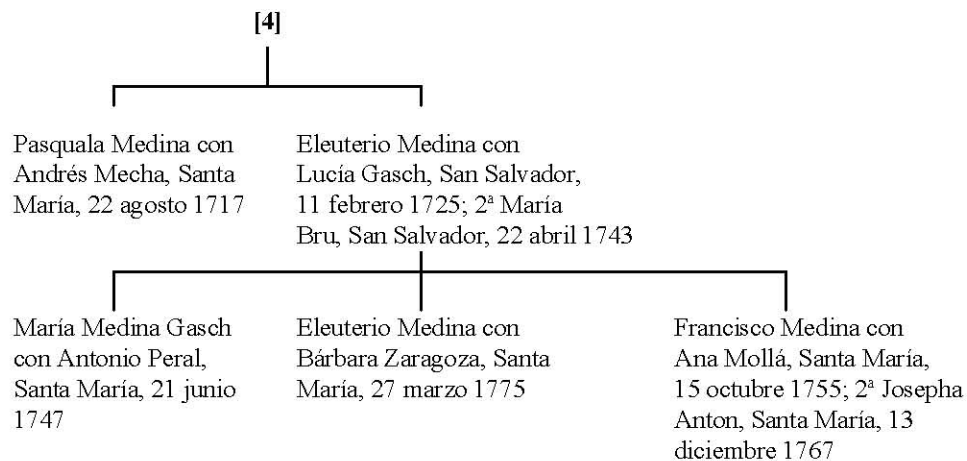 [4]
Pasquala Medina con
Andrés Mecha, Santa
María, 22 agosto 1717
Eleuterio Medina con
Lucía Gasch, San Salvador,
11 febrero 1725; 2ª María
Bru, San Salvador, 22 abril 1743
María Medina Gasch
con Antonio Peral,
Santa María, 21 junio
1747
Eleuterio Medina con
Bárbara Zaragoza, Santa
María, 27 marzo 1775
Francisco Medina con
Ana Mollá, Santa María,
15 octubre 1755; 2ª Josepha
Anton, Santa María, 13
diciembre 1767